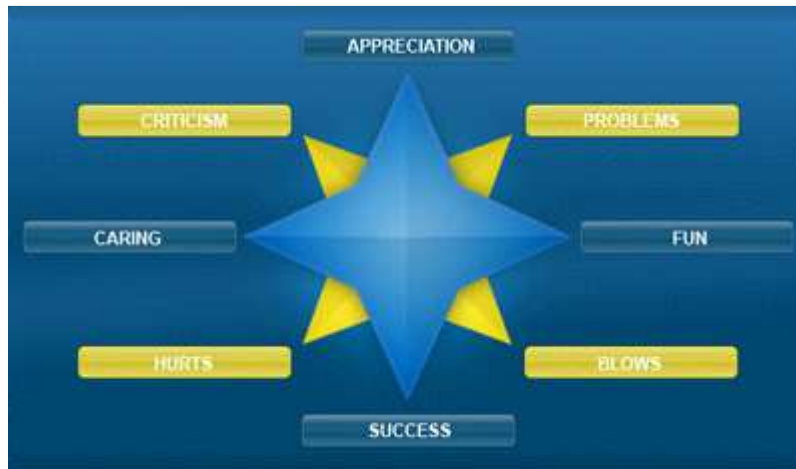 APPRECIATION
CRITICISM
PROBLEMS
CARING
FUN
HURTS
BLOWS
SUCCESS